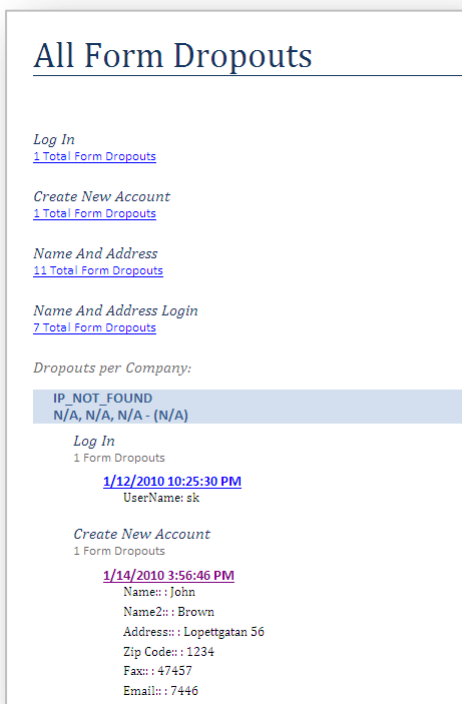 All Form Dropouts
Log In
1 Total Form Dropouts
Create New Account
1 Total Form Dropouts
Name And Address
11 Total Form Dropouts
Name And Address Login
7 Total Form Dropouts
Dropouts per Company:
IP_NOT_FOUND
N/A, N/A, N/A - (N/A)
Log In
1 Form Dropouts
1/12/2010 10:25:30 PM
UserName: sk
Create New Account
1 Form Dropouts
1/14/2010 3:56:46 PM
Name:: : John
Name2:: : Brown
Address:: : Lopettgatan 56
Zip Code:: : 1234
Fax:: : 47457
Email:: : 7446